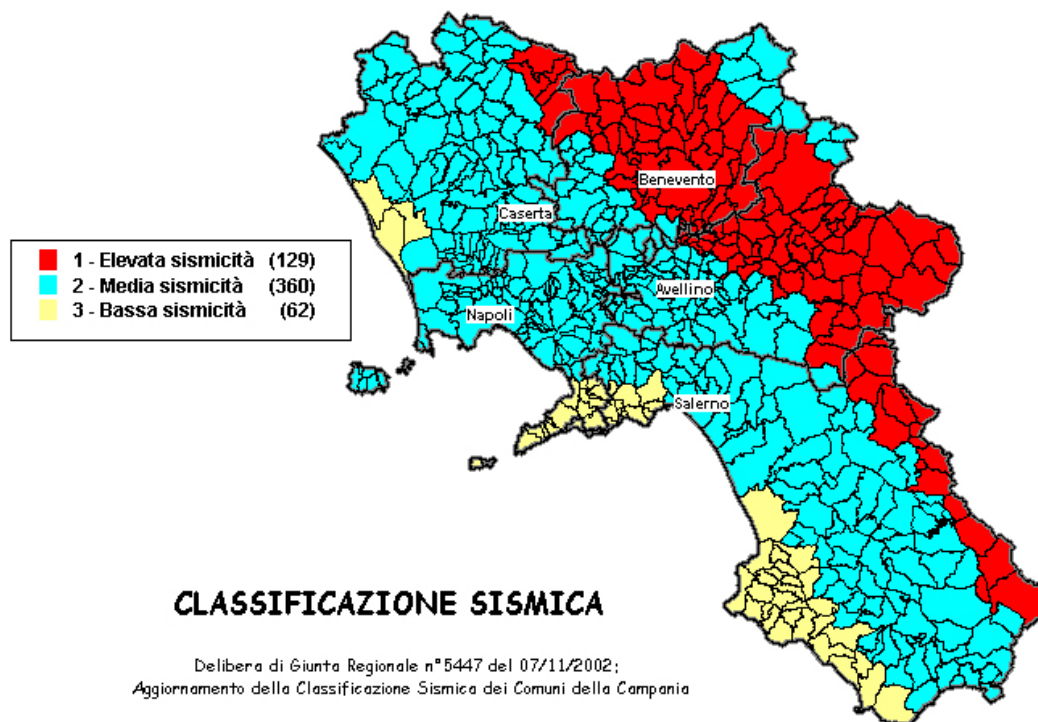 Benevento
Caserta
1 - Elevata sismicità (129)
2 - Media sismicità (360)
3 - Bassa sismicità (62)
Avellino
Napoli
Salerno
CLASSIFICAZIONE SISMICA
Delibera di Giunta Regionale n°5447 del 07/11/2002;
Aggiornamento della Classificazione Sismica dei Comuni della Campania